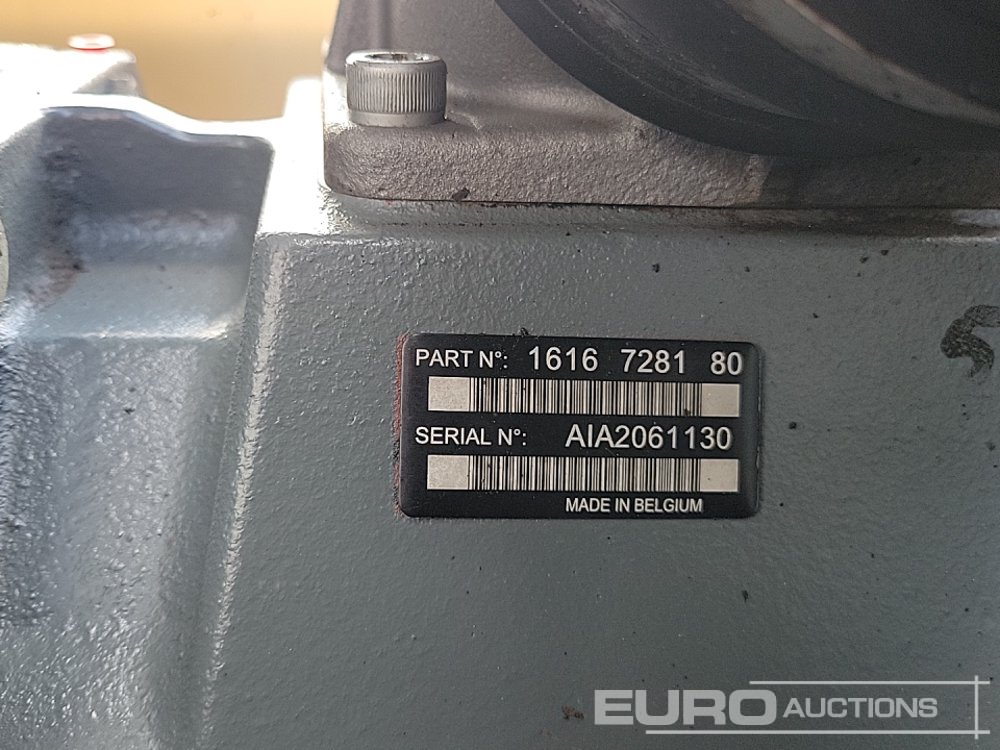 PART N°: 1616 7281 80
SERIAL N°: AIA2061130
MADE IN BELGIUM
EURO AUCTIONS